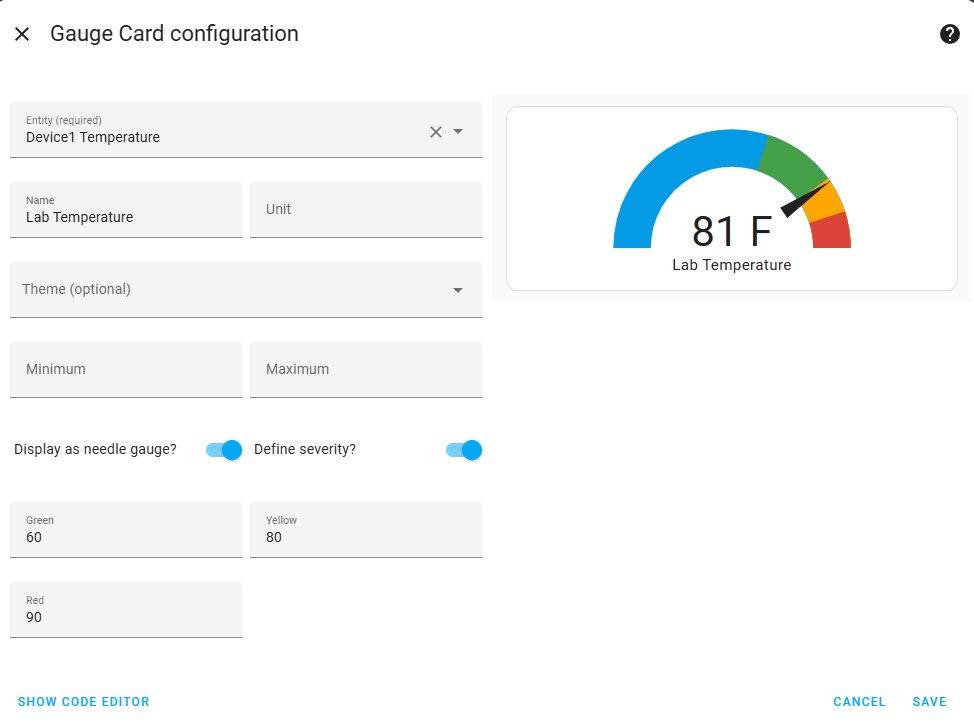 Gauge Card configuration
?
Entity (required)
Device1 Temperature
Name
Lab Temperature
Unit
Theme (optional)
Minimum
Maximum
Display as needle gauge?
Define severity?
Green
60
Yellow
80
Red
90
81 F
Lab Temperature
SHOW CODE EDITOR
CANCEL
SAVE